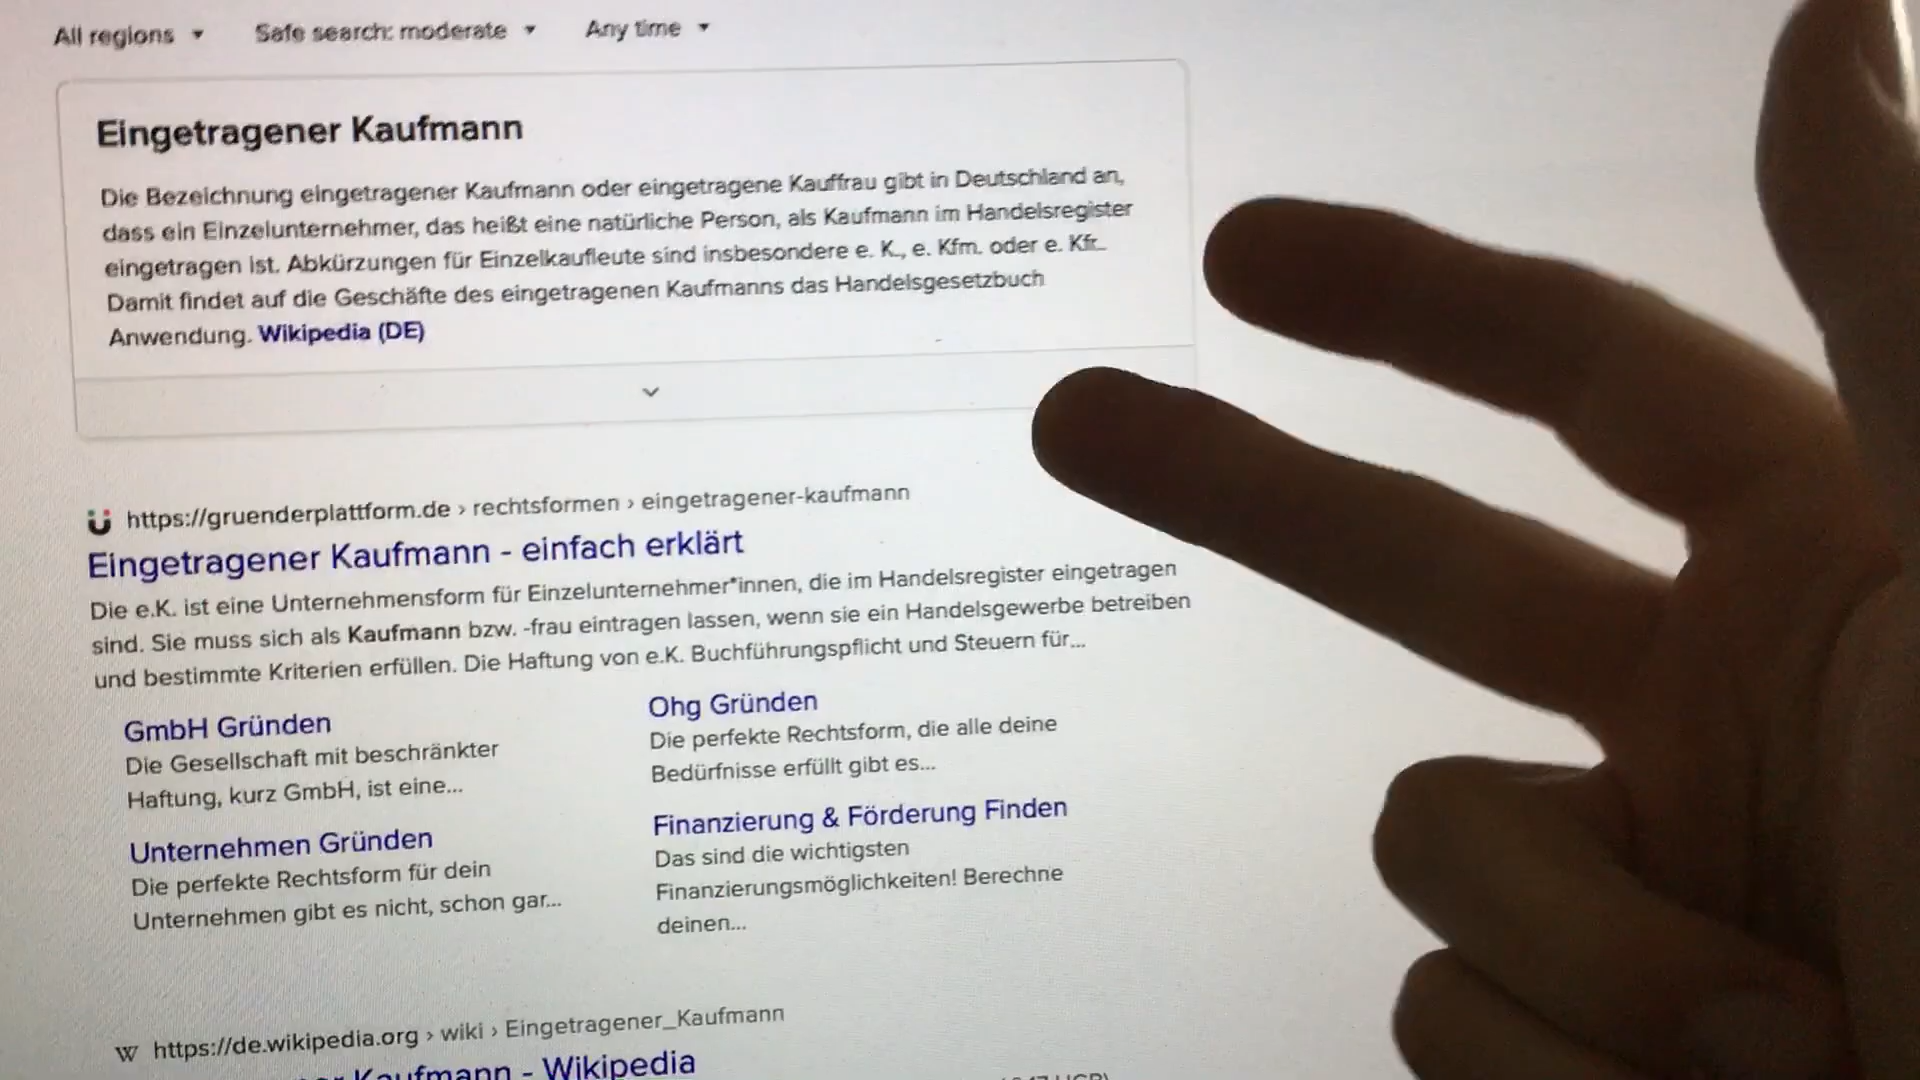 All regions
Safe search: moderate
Any time
Eingetragener Kaufmann
Die Bezeichnung eingetragener Kaufmann oder eingetragene Kauffrau gibt in Deutschland an,
dass ein Einzelunternehmer, das heißt eine natürliche Person, als Kaufmann im Handelsregister
eingetragen ist. Abkürzungen für Einzelkaufleute sind insbesondere e. K., e. Kfm. oder e. Kfr..
Damit findet auf die Geschäfte des eingetragenen Kaufmanns das Handelsgesetzbuch
Anwendung. Wikipedia (DE)
https://gruenderplattform.de › rechtsformen › eingetragener-kaufmann
Eingetragener Kaufmann - einfach erklärt
Die e.K. ist eine Unternehmensform für Einzelunternehmer*innen, die im Handelsregister eingetragen
sind. Sie muss sich als Kaufmann bzw. -frau eintragen lassen, wenn sie ein Handelsgewerbe betreiben
und bestimmte Kriterien erfüllen. Die Haftung von e.K. Buchführungspflicht und Steuern für...
GmbH Gründen
Die Gesellschaft mit beschränkter
Haftung, kurz GmbH, ist eine...
Ohg Gründen
Die perfekte Rechtsform, die alle deine
Bedürfnisse erfüllt gibt es...
Unternehmen Gründen
Die perfekte Rechtsform für dein
Unternehmen gibt es nicht, schon gar...
Finanzierung & Förderung Finden
Das sind die wichtigsten
Finanzierungsmöglichkeiten! Berechne
deinen...
W https://de.wikipedia.org › wiki › Eingetragener_Kaufmann
Kaufmann - Wikipedia